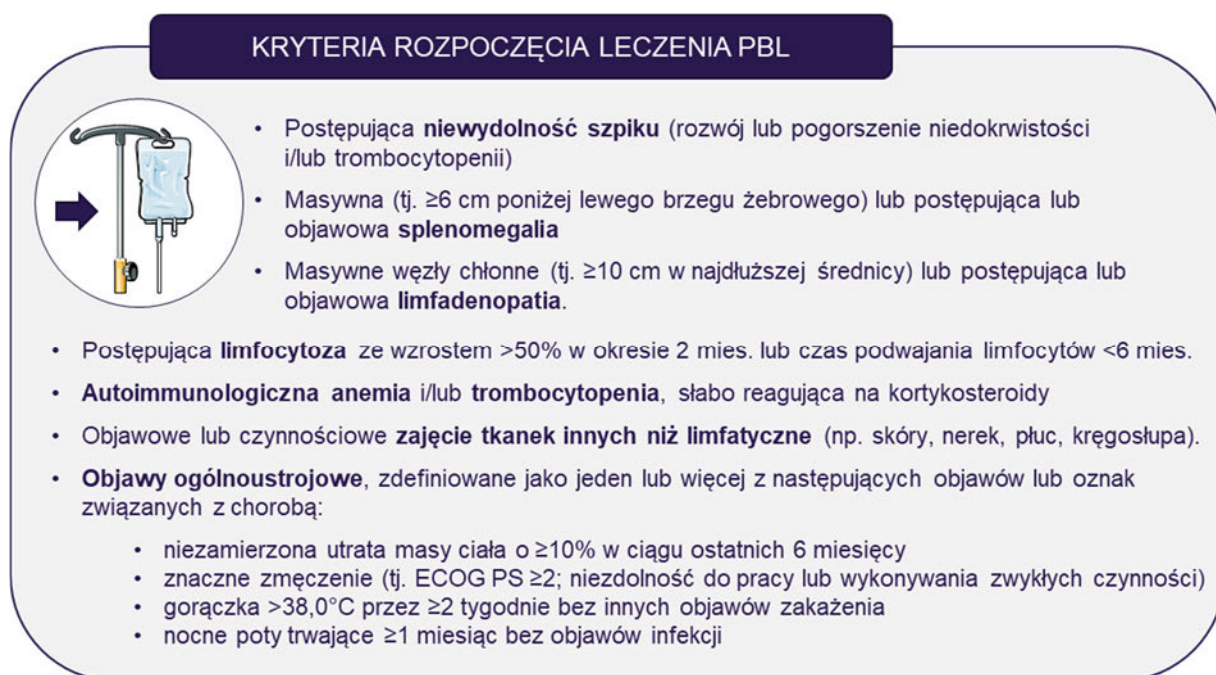 KRYTERIA ROZPOCZĘCIA LECZENIA PBL
• Postępująca niewydolność szpiku (rozwój lub pogorszenie niedokrwistości
i/lub trombocytopenii)
• Masywna (tj. ≥6 cm poniżej lewego brzegu żebrowego) lub postępująca lub
objawowa splenomegalia
• Masywne węzły chłonne (tj. ≥10 cm w najdłuższej średnicy) lub postępująca lub
objawowa limfadenopatia.
• Postępująca limfocytoza ze wzrostem >50% w okresie 2 mies. lub czas podwajania limfocytów <6 mies.
• Autoimmunologiczna anemia i/lub trombocytopenia, słabo reagująca na kortykosteroidy
• Objawowe lub czynnościowe zajęcie tkanek innych niż limfatyczne (np. skóry, nerek, płuc, kręgosłupa).
• Objawy ogólnoustrojowe, zdefiniowane jako jeden lub więcej z następujących objawów lub oznak
związanych z chorobą:
• niezamierzona utrata masy ciała o ≥10% w ciągu ostatnich 6 miesięcy
• znaczne zmęczenie (tj. ECOG PS ≥2; niezdolność do pracy lub wykonywania zwykłych czynności)
• gorączka >38,0°C przez ≥2 tygodnie bez innych objawów zakażenia
• nocne poty trwające ≥1 miesiąc bez objawów infekcji